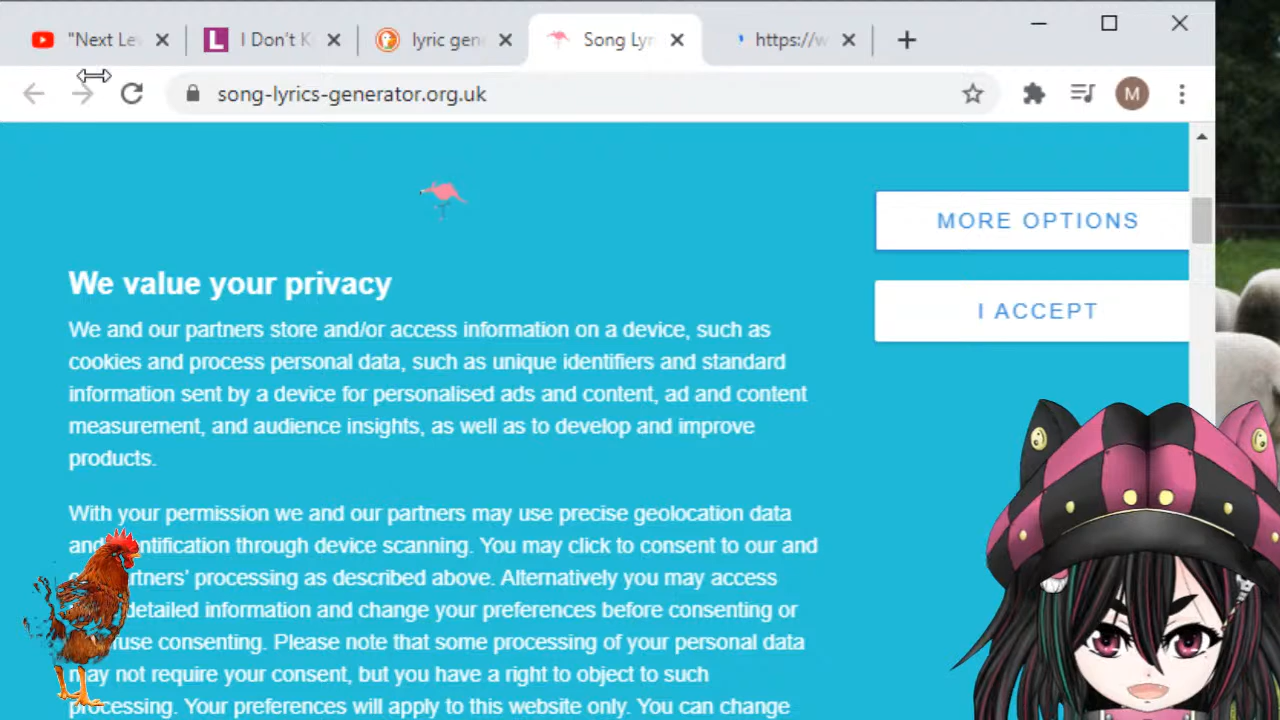 "Next Le
I Don't K
lyric gen
Song Lyr
https://w
song-lyrics-generator.org.uk
M
MORE OPTIONS
We value your privacy
I ACCEPT
We and our partners store and/or access information on a device, such as
cookies and process personal data, such as unique identifiers and standard
information sent by a device for personalised ads and content, ad and content
measurement, and audience insights, as well as to develop and improve
products.
With your permission we and our partners may use precise geolocation data
and ntification through device scanning. You may click to consent to our and
artners' processing as described above. Alternatively you may access
detailed information and change your preferences before consenting or
fuse consenting. Please note that some processing of your personal data
may not require your consent, but you have a right to object to such
processing. Your preferences will apply to this website only. You can change